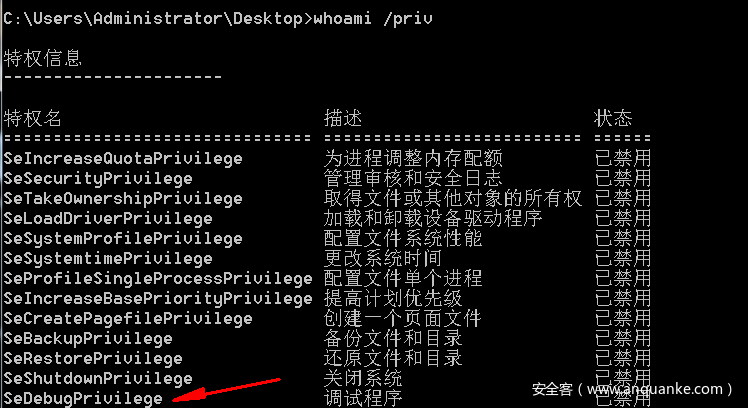 C:\Users\Administrator\Desktop>whoami /priv
特权信息
----------------------
特权名 描述 状态
============================= ========================== ======
SeIncreaseQuotaPrivilege 为进程调整内存配额 已禁用
SeSecurityPrivilege 管理审核和安全日志 已禁用
SeTakeOwnershipPrivilege 取得文件或其他对象的所有权 已禁用
SeLoadDriverPrivilege 加载和卸载设备驱动程序 已禁用
SeSystemProfilePrivilege 配置文件系统性能 已禁用
SeSystemtimePrivilege 更改系统时间 已禁用
SeProfileSingleProcessPrivilege 配置文件单个进程 已禁用
SeIncreaseBasePriorityPrivilege 提高计划优先级 已禁用
SeCreatePagefilePrivilege 创建一个页面文件 已禁用
SeBackupPrivilege 备份文件和目录 已禁用
SeRestorePrivilege 还原文件和目录 已禁用
SeShutdownPrivilege 关闭系统 已禁用
SeDebugPrivilege 调试程序 已禁用
安全客(www.anquanke.com)